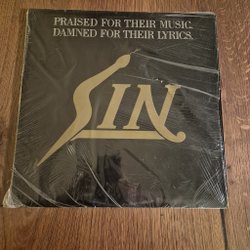 PRAISED FOR THEIR MUSIC.
DAMNED FOR THEIR LYRICS.
SIN